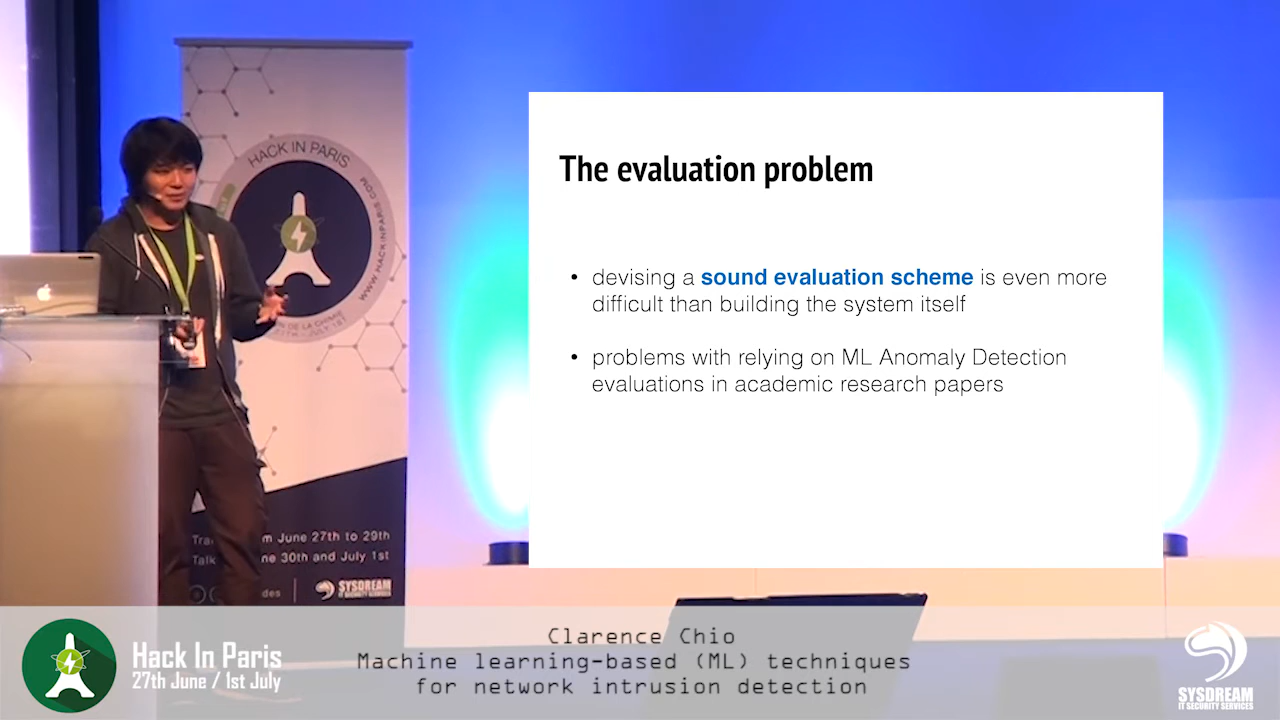 HACK IN PARIS
.COM
WWW.HACKINPARIS
The evaluation problem
• devising a sound evaluation scheme is even more
difficult than building the system itself
• problems with relying on ML Anomaly Detection
evaluations in academic research papers
June 27th to 29th
June 30th and July 1st
SYSDREAM
IT SECURITY SERVICES
Hack In Paris
27th June / 1st July
Clarence Chio
Machine learning-based (ML) techniques
for network intrusion detection
SYSDREAM
IT SECURITY SERVICES